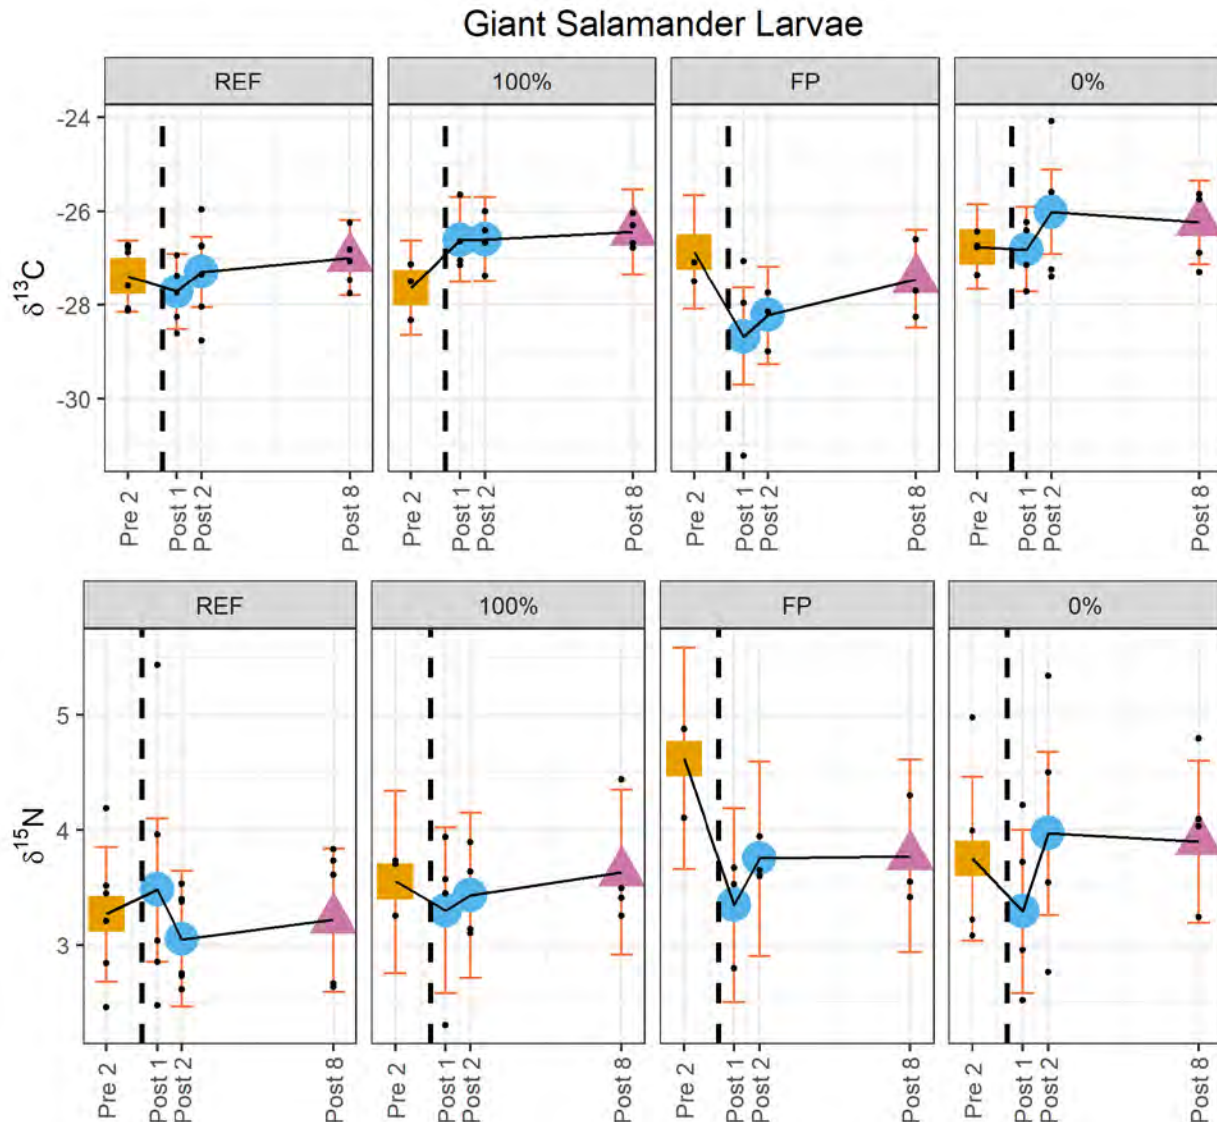 Giant Salamander Larvae
REF 100% FP 0%
δ¹³C
-24
-26
-28
-30
Pre 2 Post 1 Post 2 Post 8 Pre 2 Post 1 Post 2 Post 8 Pre 2 Post 1 Post 2 Post 8 Pre 2 Post 1 Post 2 Post 8
REF 100% FP 0%
δ¹⁵N
5
4
3
Pre 2 Post 1 Post 2 Post 8 Pre 2 Post 1 Post 2 Post 8 Pre 2 Post 1 Post 2 Post 8 Pre 2 Post 1 Post 2 Post 8